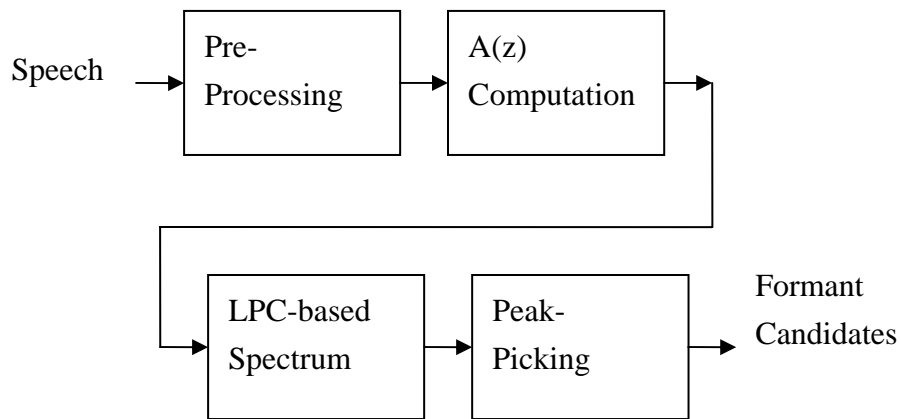 Speech
Pre-
Processing
A(z)
Computation
LPC-based
Spectrum
Peak-
Picking
Formant
Candidates